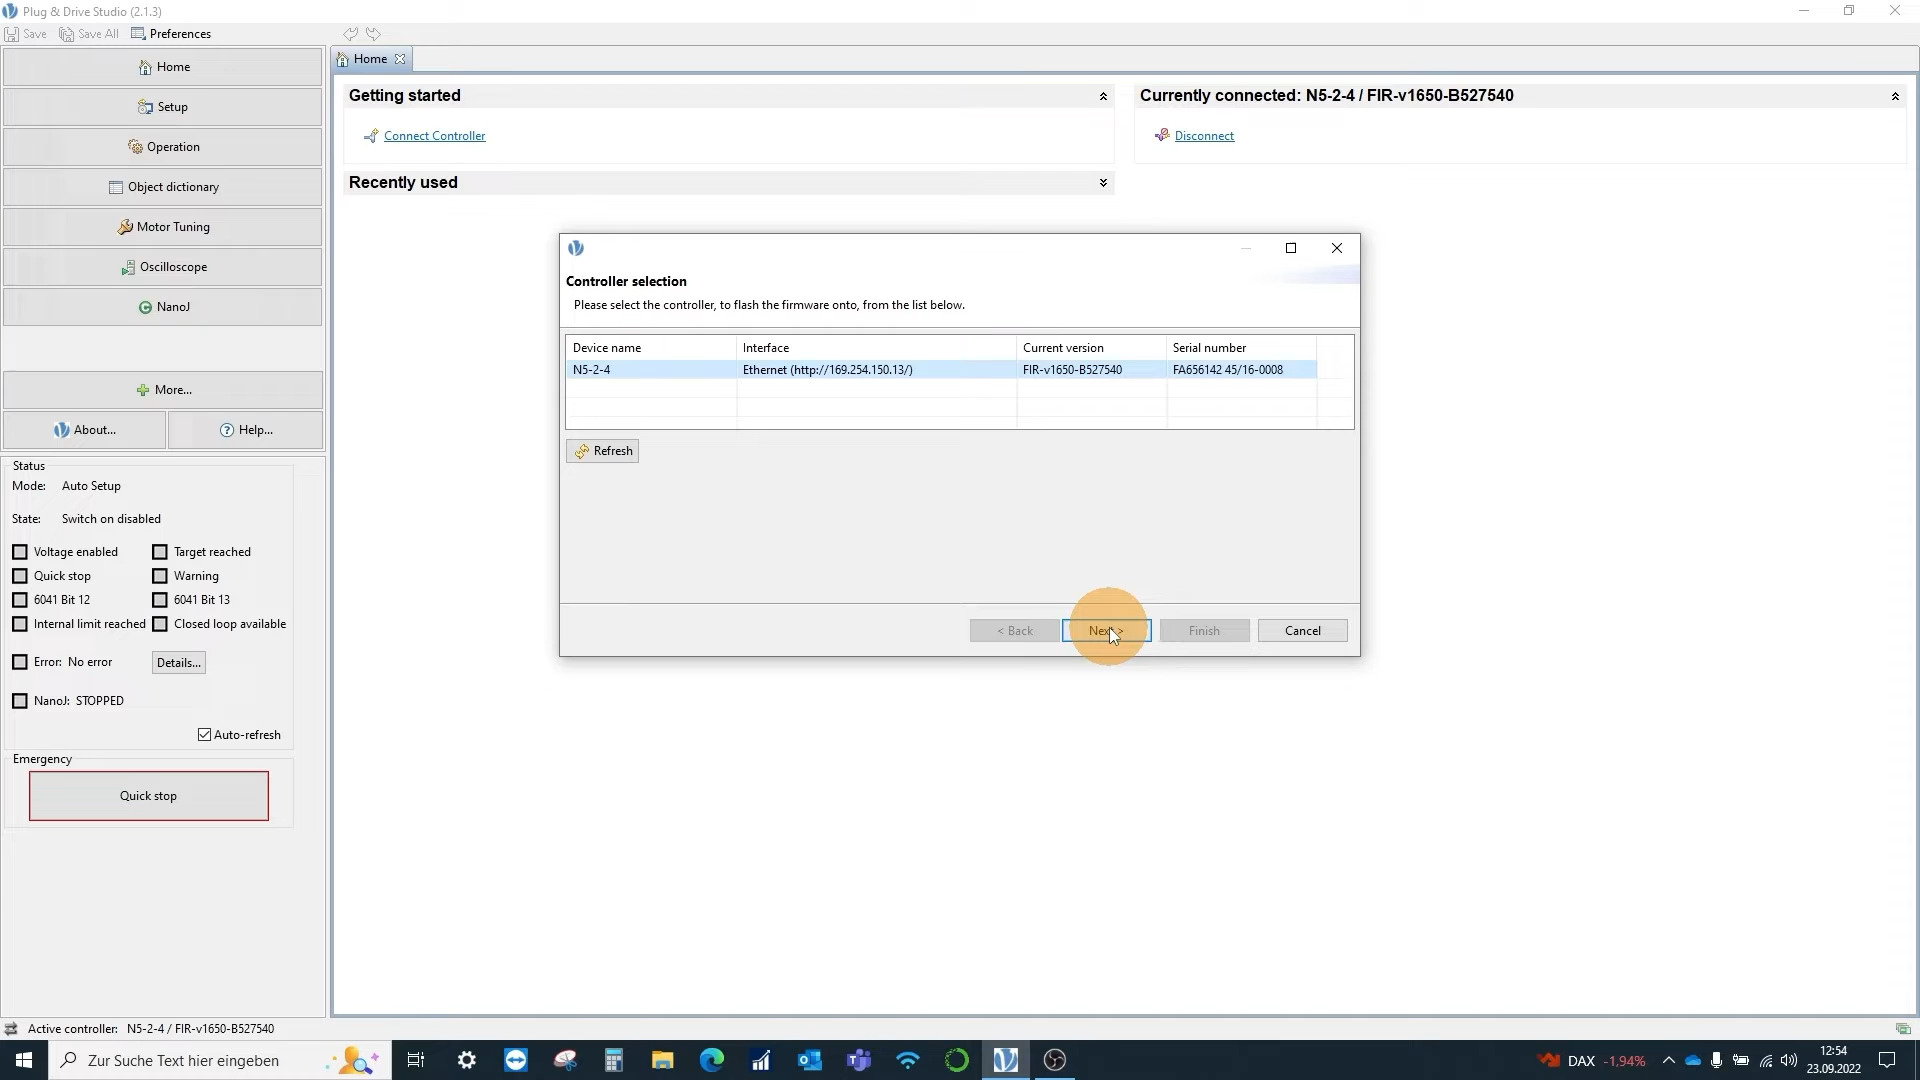 Plug & Drive Studio (2.1.3)
Save Save All Preferences
Home
Setup
Operation
Object dictionary
Motor Tuning
Oscilloscope
NanoJ
More...
About... Help...
Status
Mode: Auto Setup
State: Switch on disabled
Voltage enabled Target reached
Quick stop Warning
6041 Bit 12 6041 Bit 13
Internal limit reached Closed loop available
Error: No error Details...
NanoJ: STOPPED
Auto-refresh
Emergency
Quick stop
Home
Getting started
Connect Controller
Recently used
Currently connected: N5-2-4 / FIR-v1650-B527540
Disconnect
Controller selection
Please select the controller, to flash the firmware onto, from the list below.
Device name Interface Current version Serial number
N5-2-4 Ethernet (http://169.254.150.13/) FIR-v1650-B527540 FA656142 45/16-0008
Refresh
< Back Next > Finish Cancel
Active controller: N5-2-4 / FIR-v1650-B527540
Zur Suche Text hier eingeben
DAX -1,94%
12:54
23.09.2022